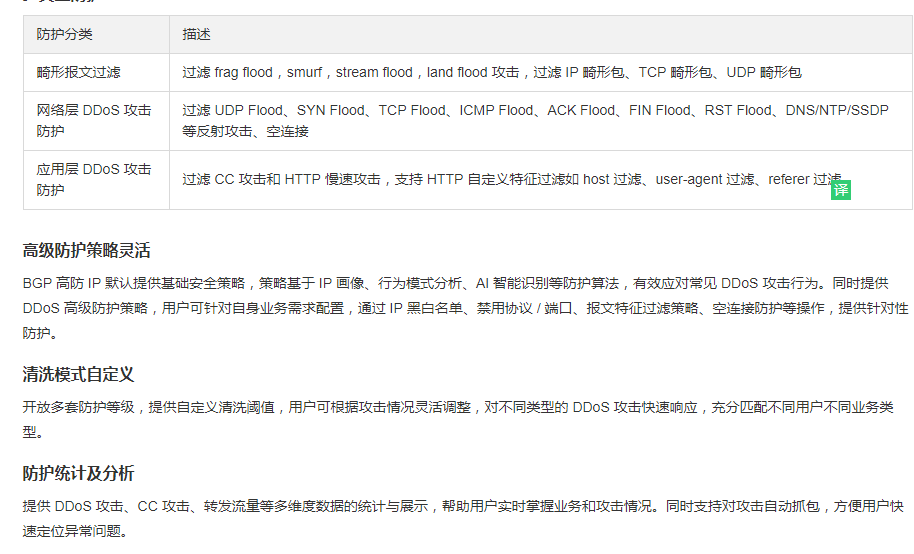 防护分类 描述
畸形报文过滤 过滤 frag flood，smurf，stream flood，land flood 攻击，过滤 IP 畸形包、TCP 畸形包、UDP 畸形包
网络层 DDoS 攻击
防护
过滤 UDP Flood、SYN Flood、TCP Flood、ICMP Flood、ACK Flood、FIN Flood、RST Flood、DNS/NTP/SSDP
等反射攻击、空连接
应用层 DDoS 攻击
防护
过滤 CC 攻击和 HTTP 慢速攻击，支持 HTTP 自定义特征过滤如 host 过滤、user-agent 过滤、referer 过滤
译
高级防护策略灵活
BGP 高防 IP 默认提供基础安全策略，策略基于 IP 画像、行为模式分析、AI 智能识别等防护算法，有效应对常见 DDoS 攻击行为。同时提供
DDoS 高级防护策略，用户可针对自身业务需求配置，通过 IP 黑白名单、禁用协议 / 端口、报文特征过滤策略、空连接防护等操作，提供针对性
防护。
清洗模式自定义
开放多套防护等级，提供自定义清洗阈值，用户可根据攻击情况灵活调整，对不同类型的 DDoS 攻击快速响应，充分匹配不同用户不同业务类
型。
防护统计及分析
提供 DDoS 攻击、CC 攻击、转发流量等多维度数据的统计与展示，帮助用户实时掌握业务和攻击情况。同时支持对攻击自动抓包，方便用户快
速定位异常问题。